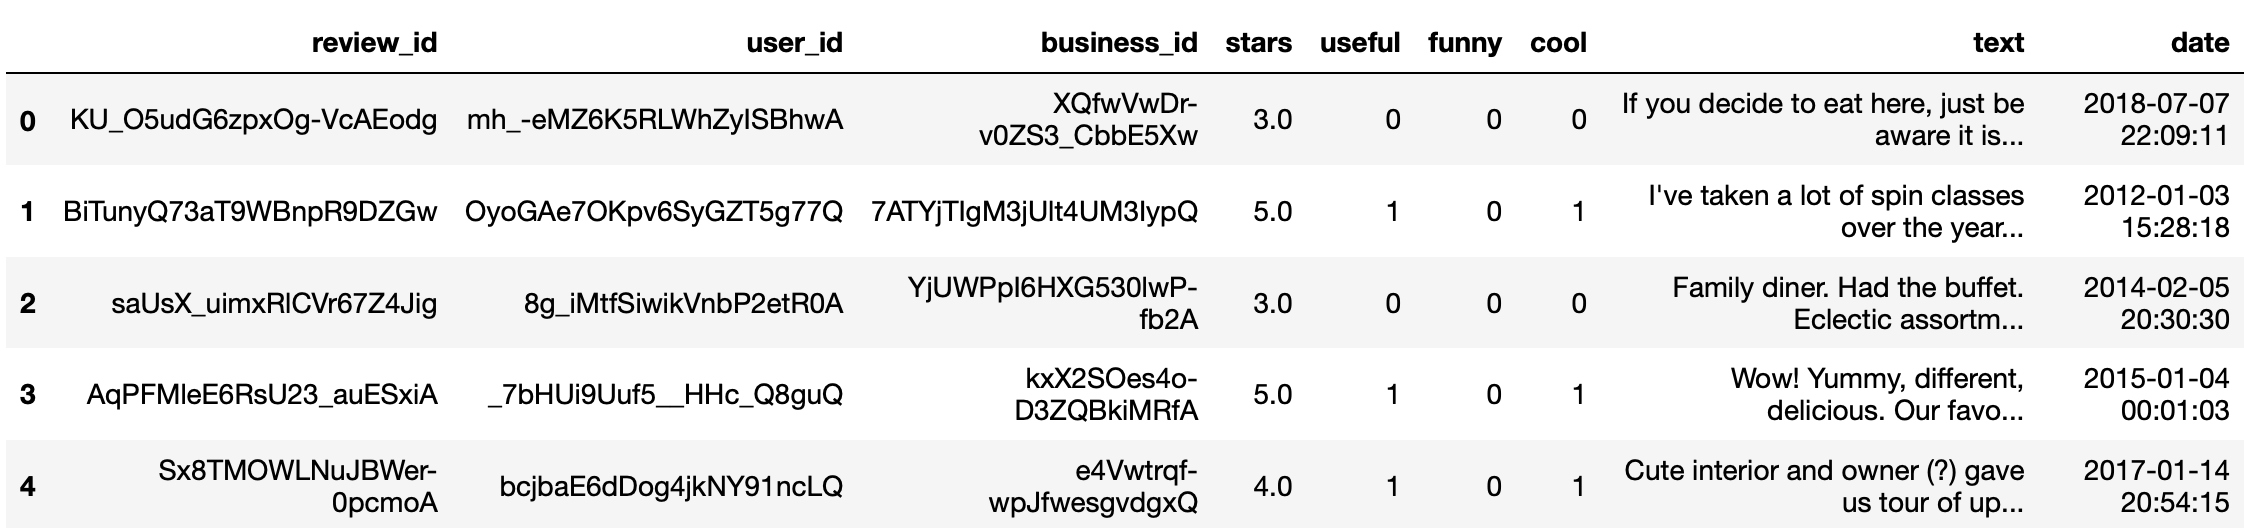 review_id user_id business_id stars useful funny cool text date
0 KU_O5udG6zpxOg-VcAEodg mh_-eMZ6K5RLWhZyISBhwA XQfwVwDr- 3.0 0 0 0 If you decide to eat here, just be 2018-07-07
v0ZS3_CbbE5Xw aware it is... 22:09:11
1 BiTunyQ73aT9WBnpR9DZGw OyoGAe7OKpv6SyGZT5g77Q 7ATYjTIgM3jUlt4UM3IypQ 5.0 1 0 1 I've taken a lot of spin classes 2012-01-03
over the year... 15:28:18
2 saUsX_uimxRlCVr67Z4Jig 8g_iMtfSiwikVnbP2etR0A YjUWPpI6HXG530lwP- 3.0 0 0 0 Family diner. Had the buffet. 2014-02-05
fb2A Eclectic assortm... 20:30:30
3 AqPFMleE6RsU23_auESxiA _7bHUi9Uuf5__HHc_Q8guQ kxX2SOes4o- 5.0 1 0 1 Wow! Yummy, different, 2015-01-04
D3ZQBkiMRfA delicious. Our favo... 00:01:03
4 Sx8TMOWLNuJBWer- bcjbaE6dDog4jkNY91ncLQ e4Vwtrqf- 4.0 1 0 1 Cute interior and owner (?) gave 2017-01-14
0pcmoA wpJfwesgvdgxQ us tour of up... 20:54:15